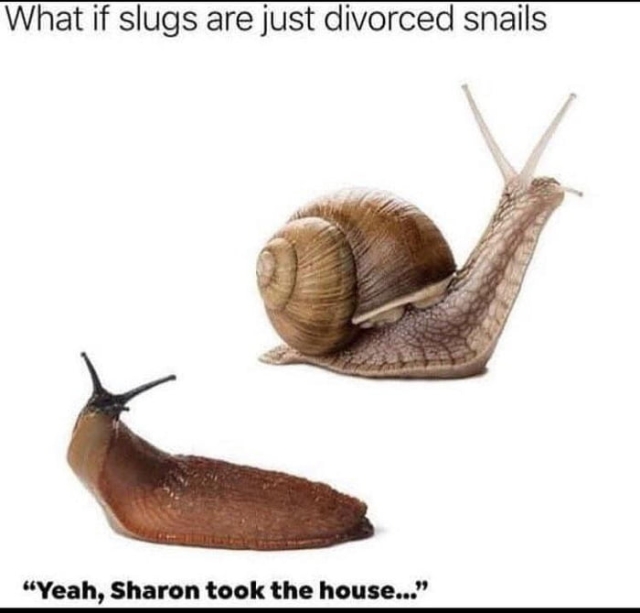 What if slugs are just divorced snails
“Yeah, Sharon took the house...”